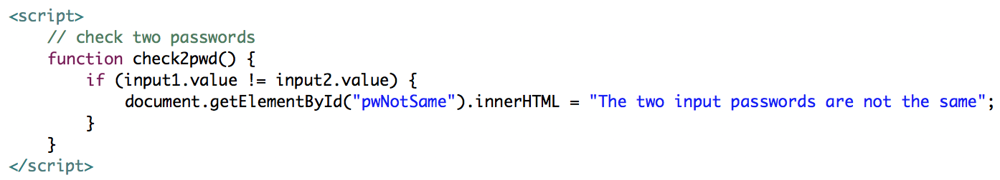 <script>
    // check two passwords
    function check2pwd() {
        if (input1.value != input2.value) {
            document.getElementById("pwNotSame").innerHTML = "The two input passwords are not the same";
        }
    }
</script>